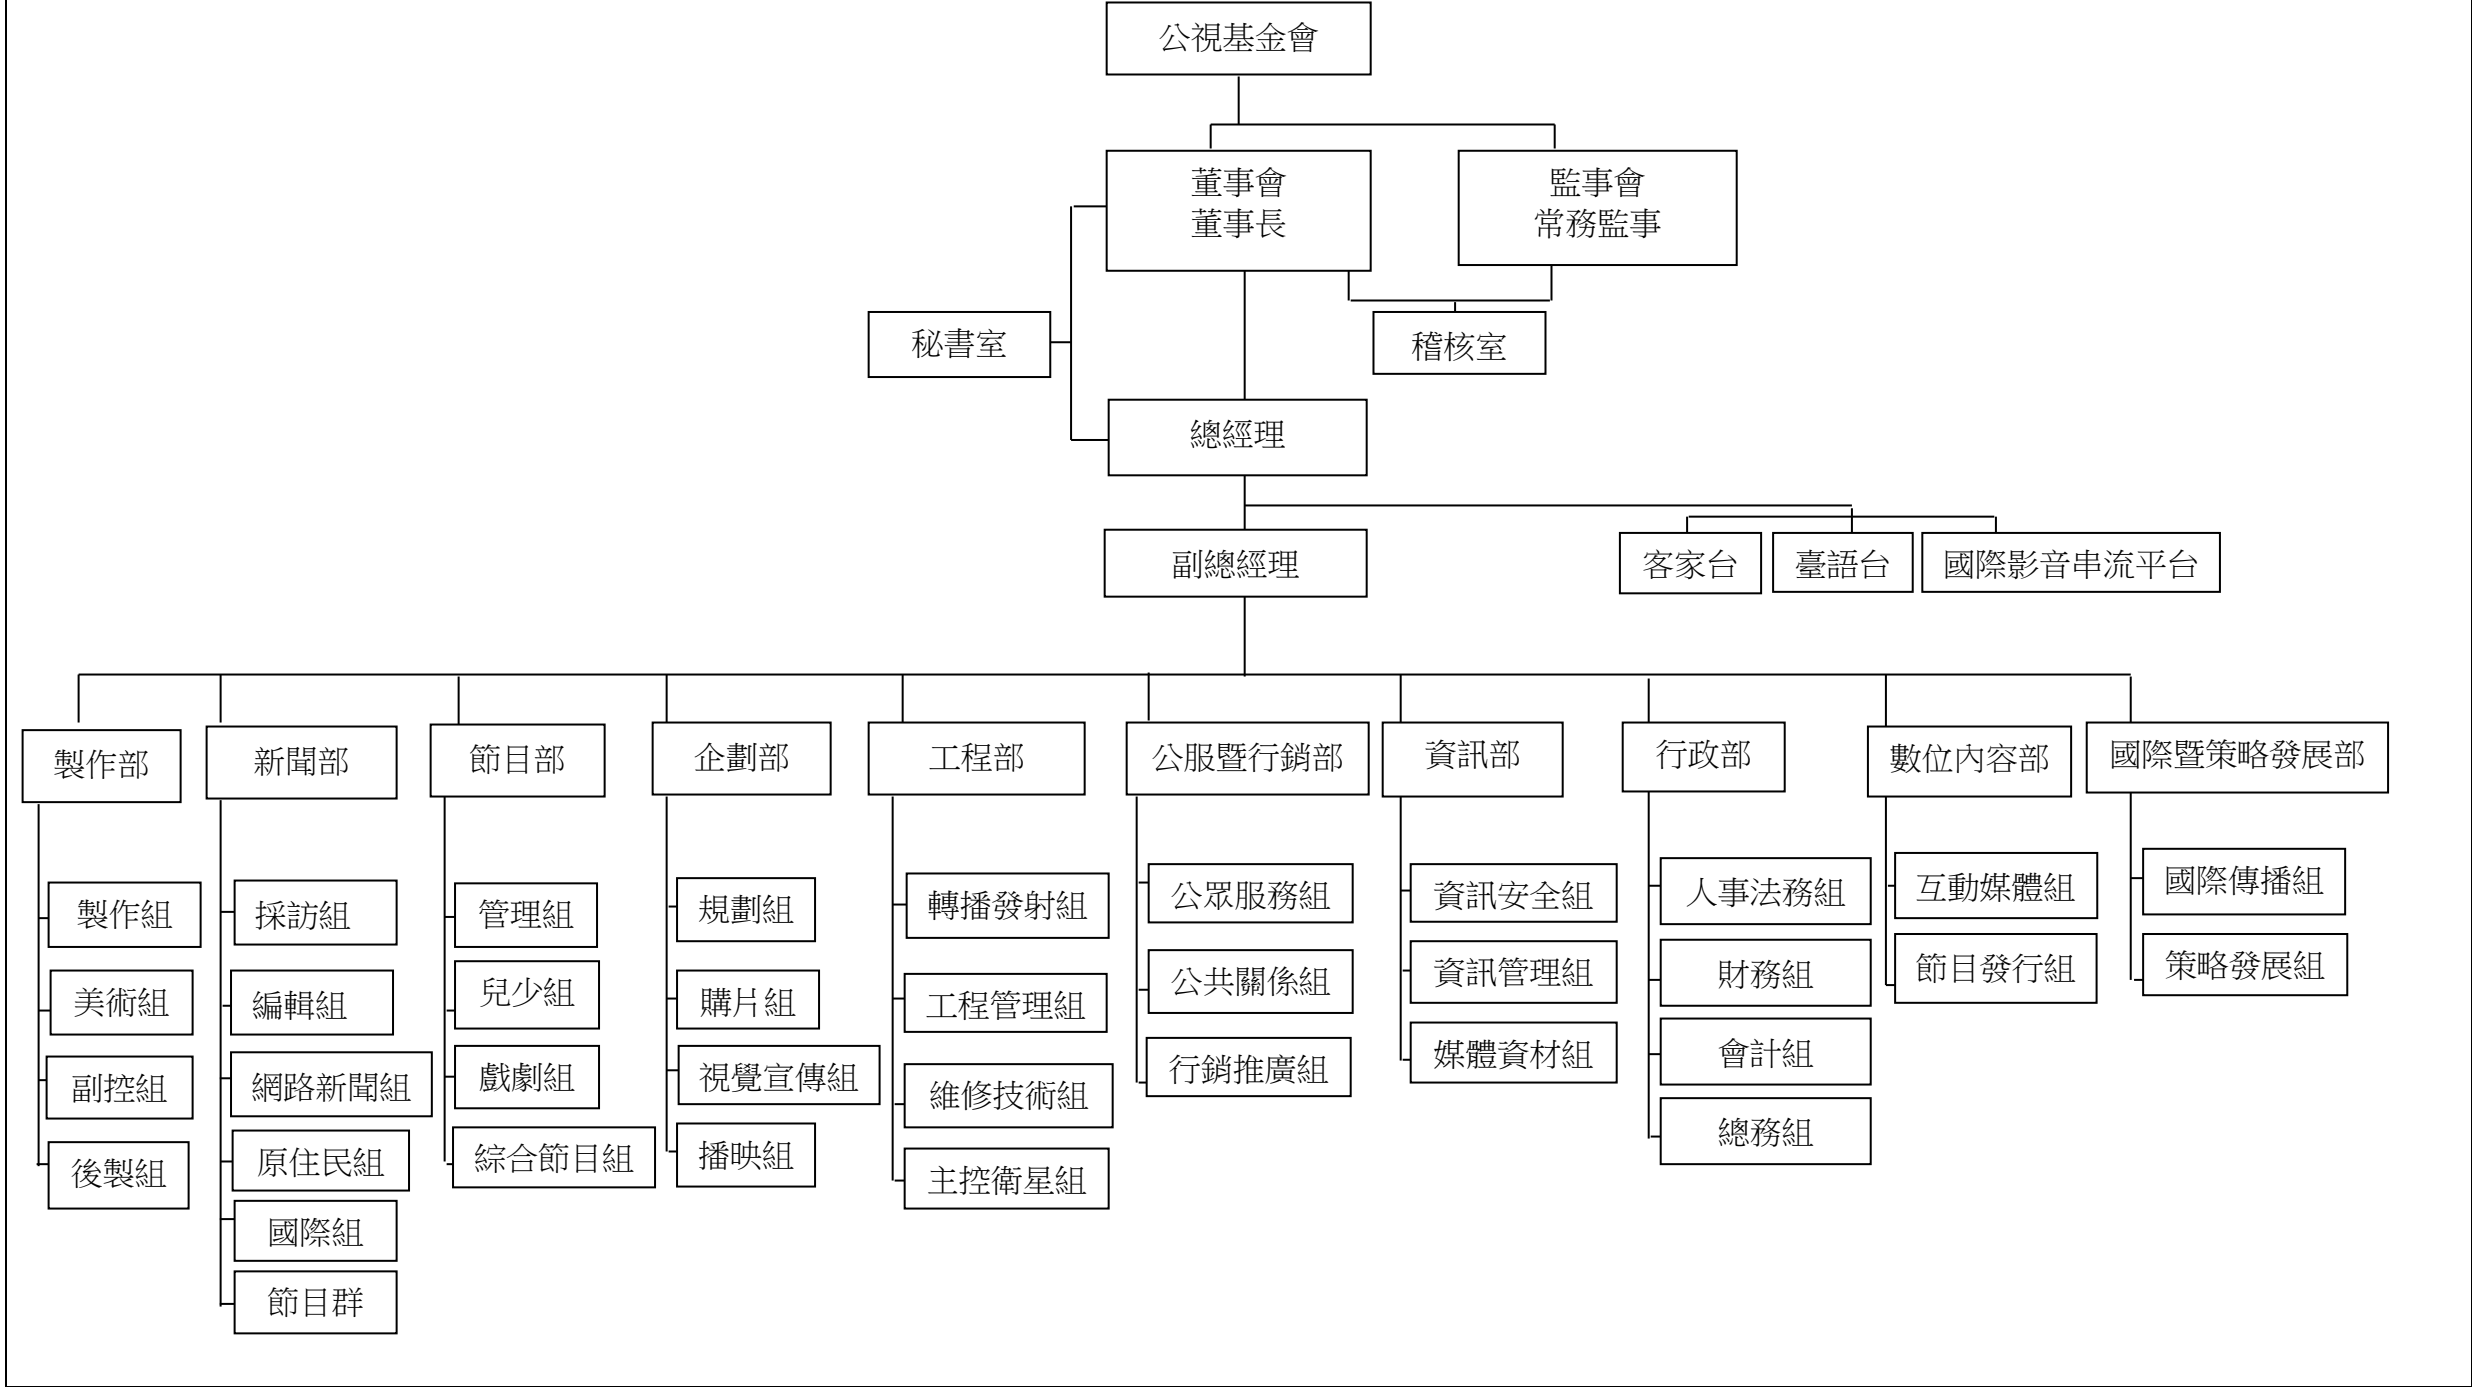 公視基金會
董事會
董事長
監事會
常務監事
秘書室
稽核室
總經理
副總經理
客家台
臺語台
國際影音串流平台
製作部
新聞部
節目部
企劃部
工程部
公服暨行銷部
資訊部
行政部
數位內容部
國際暨策略發展部
製作組
美術組
副控組
後製組
採訪組
編輯組
網路新聞組
原住民組
國際組
節目群
管理組
兒少組
戲劇組
綜合節目組
規劃組
購片組
視覺宣傳組
播映組
轉播發射組
工程管理組
維修技術組
主控衛星組
公眾服務組
公共關係組
行銷推廣組
資訊安全組
資訊管理組
媒體資材組
人事法務組
財務組
會計組
總務組
互動媒體組
節目發行組
國際傳播組
策略發展組